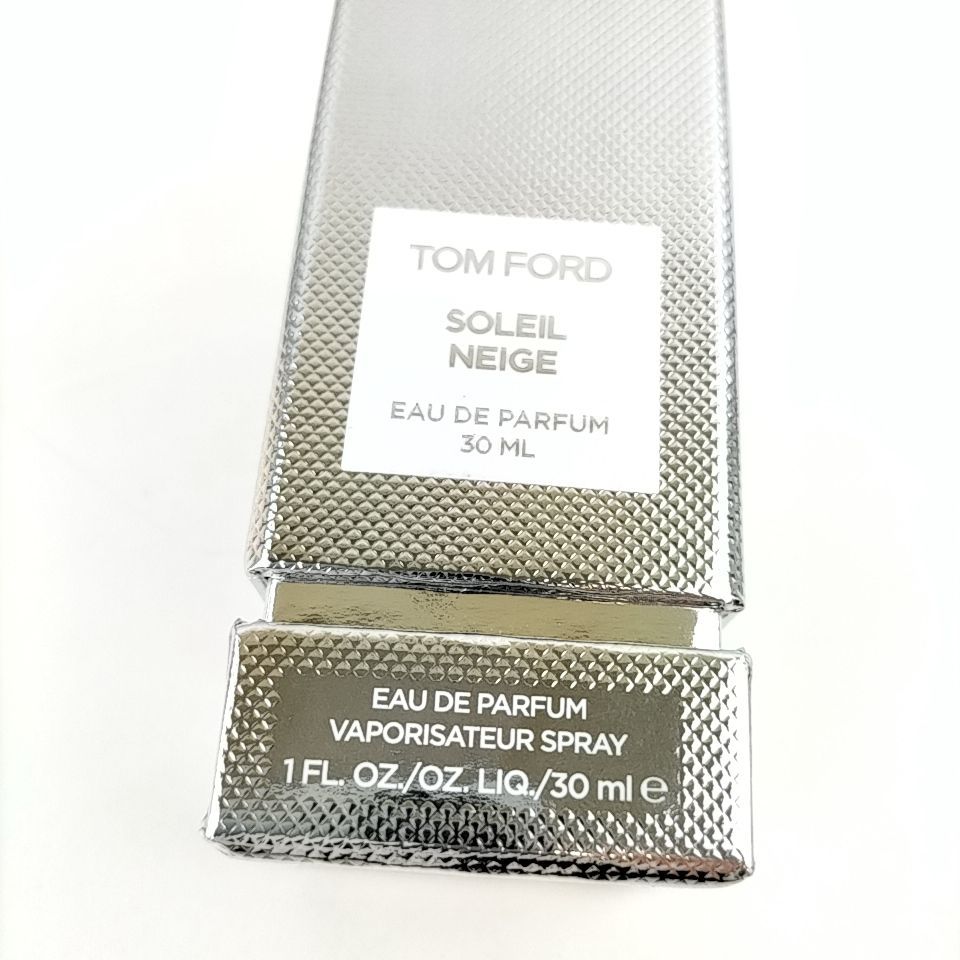 TOM FORD
SOLEIL
NEIGE
EAU DE PARFUM
30 ML
EAU DE PARFUM
VAPORISATEUR SPRAY
1 FL. OZ./OZ. LIQ./30 ml ℮